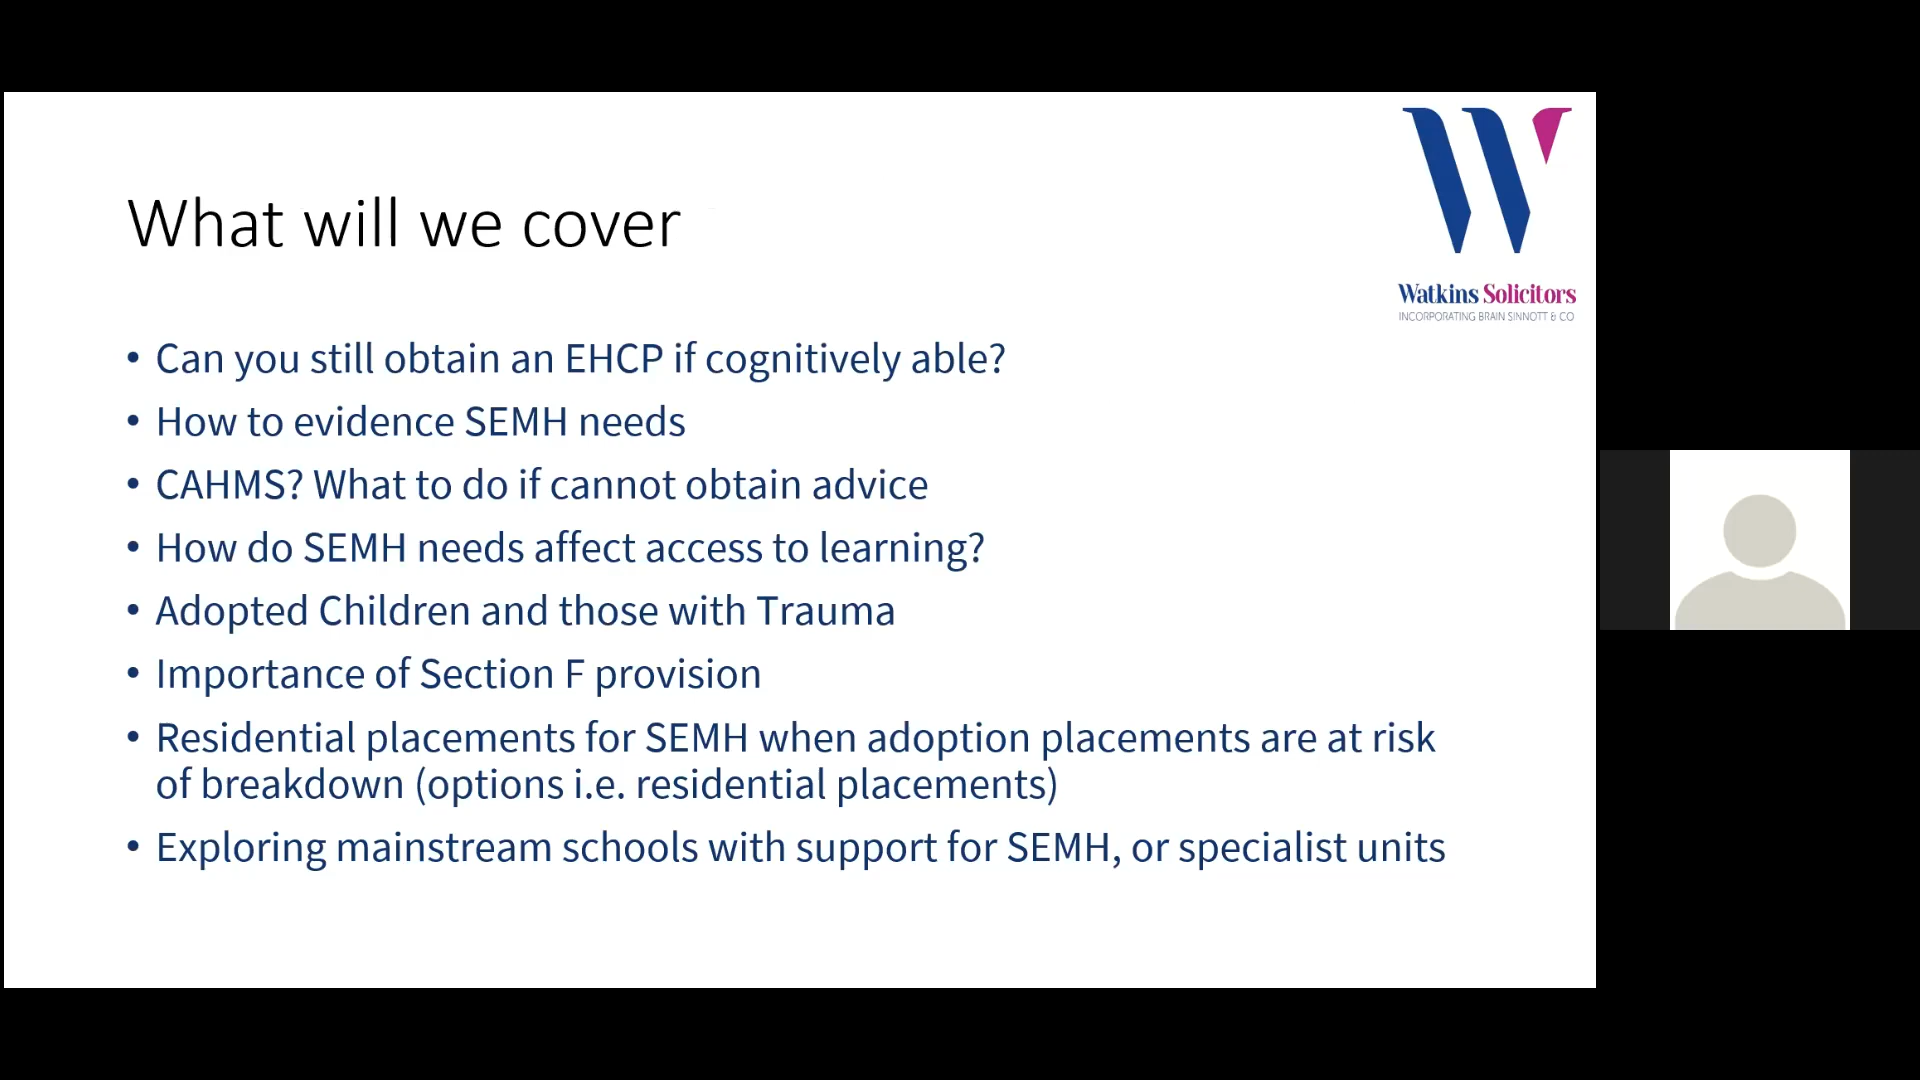 Watkins Solicitors
INCORPORATING BRAIN SINNOTT & CO
What will we cover
• Can you still obtain an EHCP if cognitively able?
• How to evidence SEMH needs
• CAHMS? What to do if cannot obtain advice
• How do SEMH needs affect access to learning?
• Adopted Children and those with Trauma
• Importance of Section F provision
• Residential placements for SEMH when adoption placements are at risk
of breakdown (options i.e. residential placements)
• Exploring mainstream schools with support for SEMH, or specialist units